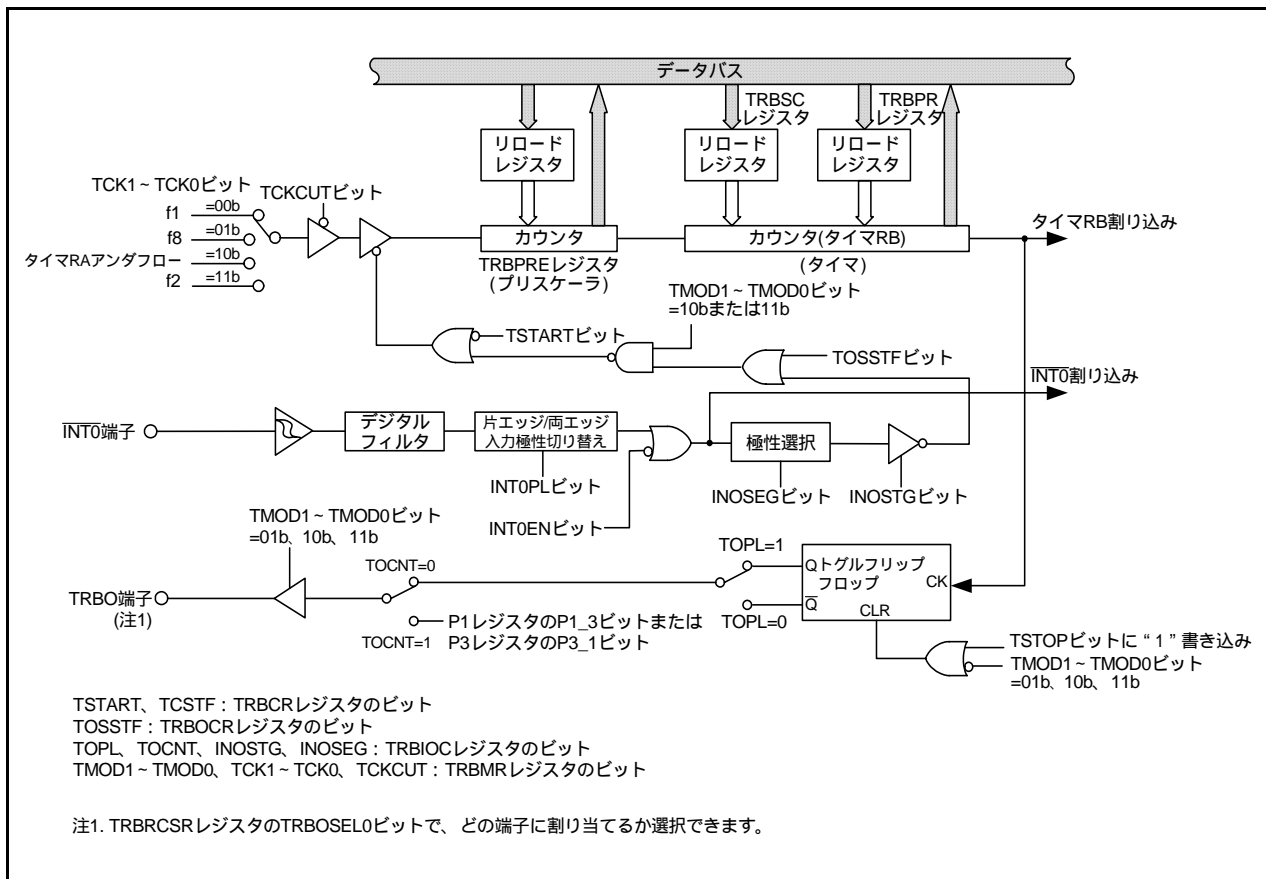 データバス
TRBSC
レジスタ
TRBPR
レジスタ
リロード
レジスタ
リロード
レジスタ
リロード
レジスタ
TCK1~TCK0ビット
TCKCUTビット
f1 =00b
f8 =01b
タイマRAアンダフロー =10b
f2 =11b
カウンタ
TRBPREレジスタ
(プリスケーラ)
カウンタ(タイマRB)
(タイマ)
タイマRB割り込み
TMOD1~TMOD0ビット
=10bまたは11b
TSTARTビット
TOSSTFビット
INT0割り込み
INT0端子
デジタル
フィルタ
片エッジ/両エッジ
入力極性切り替え
極性選択
INT0PLビット
INOSEGビット
INOSTGビット
INT0ENビット
TMOD1~TMOD0ビット
=01b、10b、11b
TOCNT=0
TOPL=1
Q トグルフリップ
フロップ
CK
Q
CLR
TRBO端子
(注1)
TOCNT=1
P1レジスタのP1_3ビットまたは
P3レジスタのP3_1ビット
TOPL=0
TSTOPビットに“1”書き込み
TMOD1~TMOD0ビット
=01b、10b、11b
TSTART、TCSTF:TRBCRレジスタのビット
TOSSTF:TRBOCRレジスタのビット
TOPL、TOCNT、INOSTG、INOSEG:TRBIOCレジスタのビット
TMOD1~TMOD0、TCK1~TCK0、TCKCUT:TRBMRレジスタのビット
注1. TRBRCSRレジスタのTRBOSEL0ビットで、どの端子に割り当てるか選択できます。